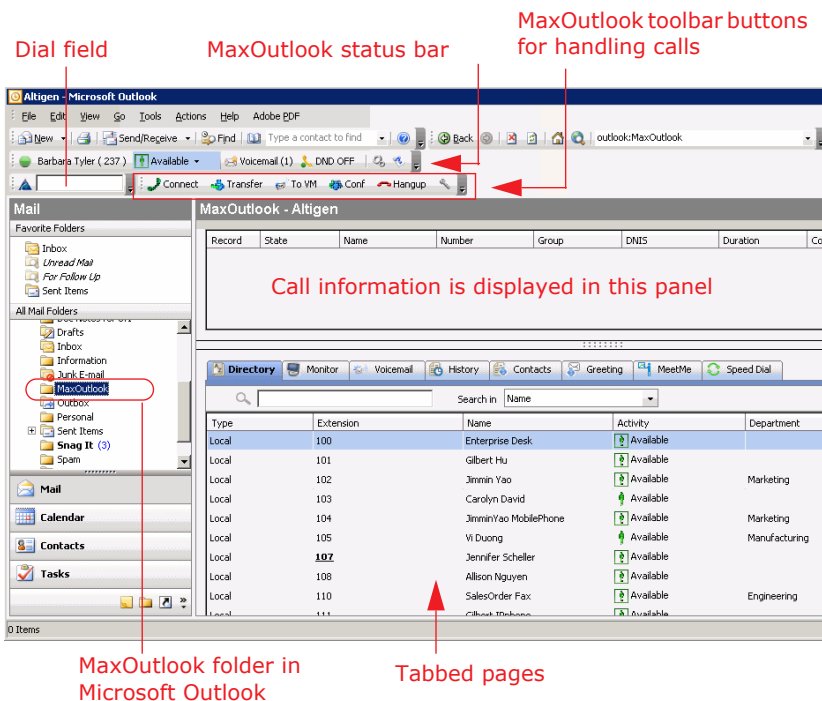 MaxOutlook toolbar buttons
for handling calls
Dial field
MaxOutlook status bar
Altigen - Microsoft Outlook
File Edit View Go Tools Actions Help Adobe PDF
New Send/Receive Find Type a contact to find Back outlook:MaxOutlook
Barbara Tyler ( 237 ) Available Voicemail (1) DND OFF
Connect Transfer To VM Conf Hangup
Mail
MaxOutlook - Altigen
Favorite Folders
Inbox
Unread Mail
For Follow Up
Sent Items
All Mail Folders
Drafts
Inbox
Information
Junk E-mail
MaxOutlook
Outbox
Personal
Sent Items
Snag It (3)
Spam
Mail
Calendar
Contacts
Tasks
0 Items
Record State Name Number Group DNIS Duration Co
Call information is displayed in this panel
Directory Monitor Voicemail History Contacts Greeting MeetMe Speed Dial
Search in Name
Type Extension Name Activity Department
Local 100 Enterprise Desk Available
Local 101 Gilbert Hu Available
Local 102 Jimmin Yao Available Marketing
Local 103 Carolyn David Available
Local 104 JimminYao MobilePhone Available Marketing
Local 105 Vi Duong Available Manufacturing
Local 107 Jennifer Scheller Available
Local 108 Allison Nguyen Available
Local 110 SalesOrder Fax Available Engineering
Local 111 Gilbert IPphone Available
MaxOutlook folder in
Microsoft Outlook
Tabbed pages